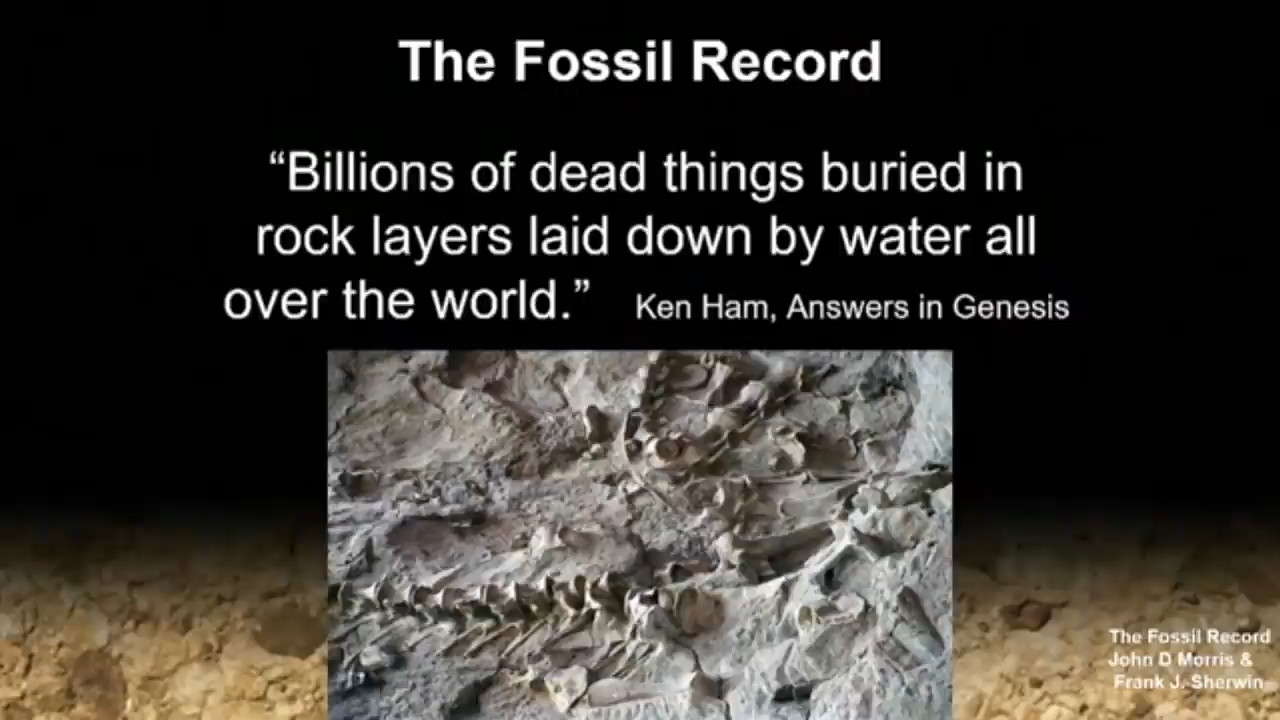 The Fossil Record
“Billions of dead things buried in
rock layers laid down by water all
over the world.” Ken Ham, Answers in Genesis
The Fossil Record
John D Morris &
Frank J. Sherwin